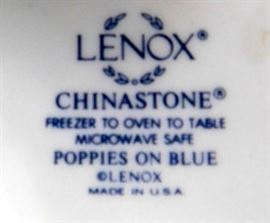 LENOX®
CHINASTONE®
FREEZER TO OVEN TO TABLE
MICROWAVE SAFE
POPPIES ON BLUE
©LENOX
MADE IN U.S.A.